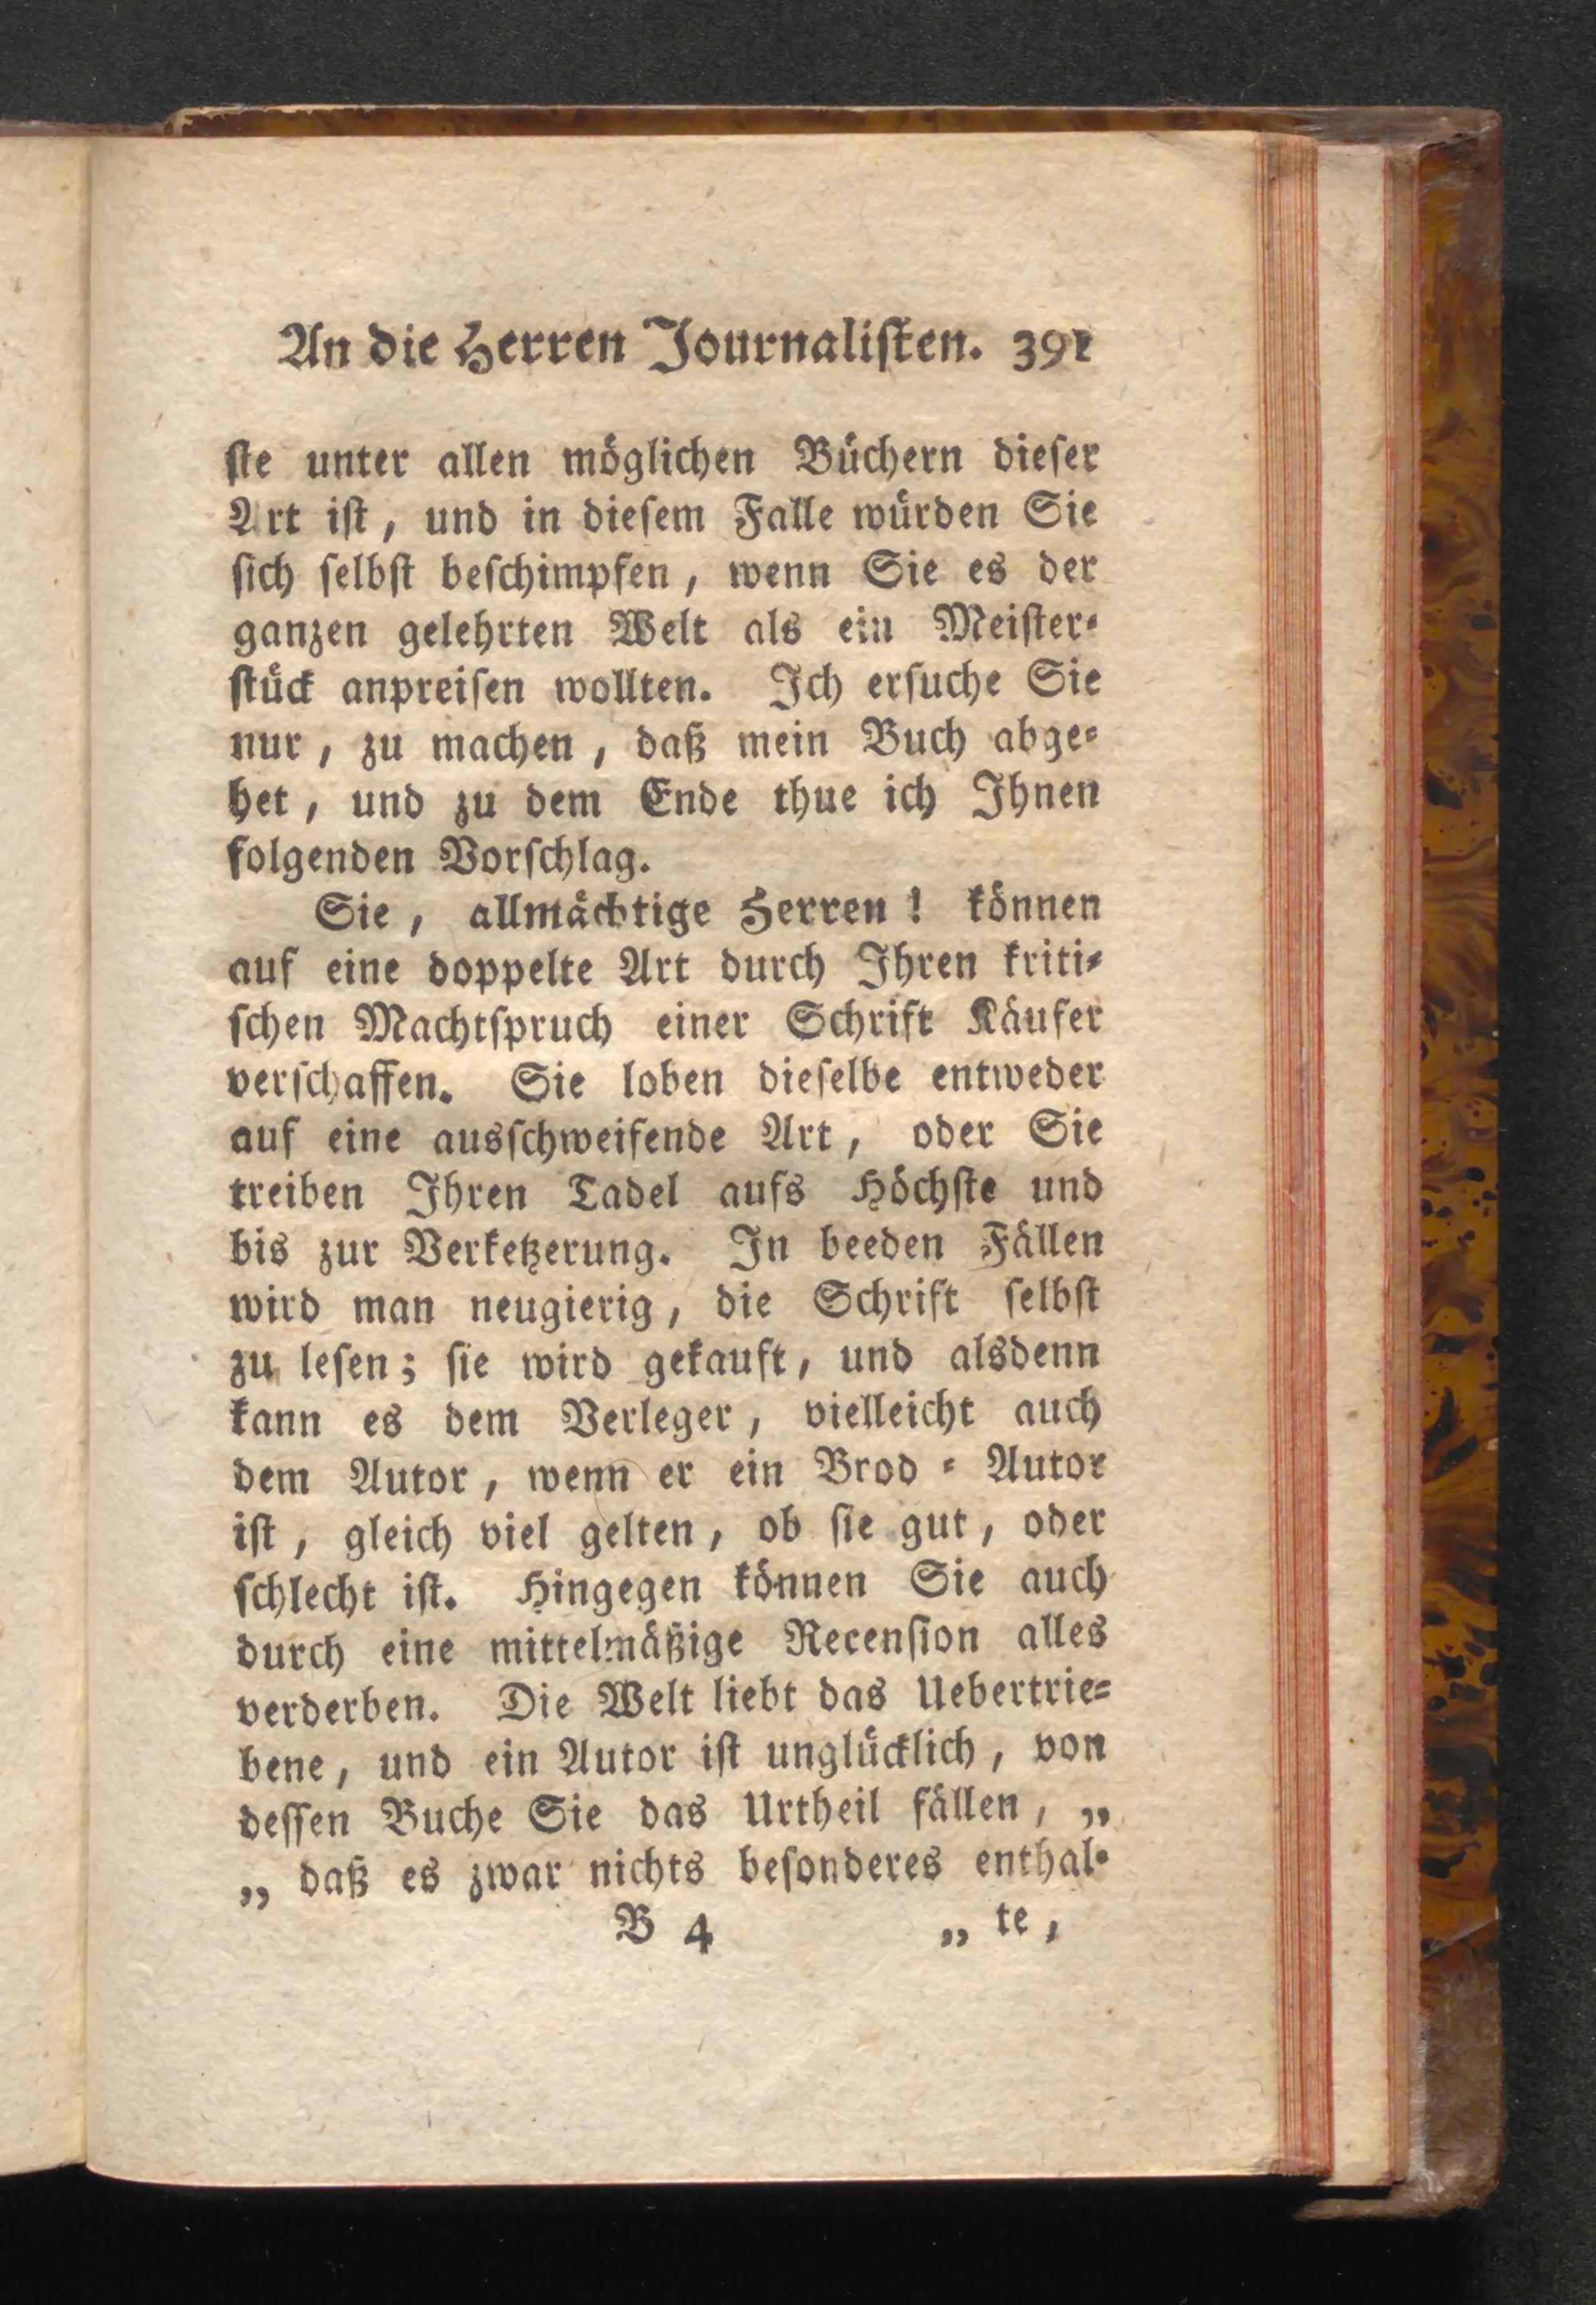 An die Herren Journalisten. 391
ste unter allen möglichen Büchern dieser
Art ist, und in diesem Falle würden Sie
sich selbst beschimpfen, wenn Sie es der
ganzen gelehrten Welt als ein Meister-
stück anpreisen wollten. Ich ersuche Sie
nur, zu machen, daß mein Buch abge-
het, und zu dem Ende thue ich Ihnen
folgenden Vorschlag.
Sie, allmächtige Herren! können
auf eine doppelte Art durch Ihren kriti-
schen Machtspruch einer Schrift Käufer
verschaffen. Sie loben dieselbe entweder
auf eine ausschweifende Art, oder Sie
treiben Ihren Tadel aufs Höchste und
bis zur Verketzerung. In beeden Fällen
wird man neugierig, die Schrift selbst
zu lesen; sie wird gekauft, und alsdenn
kann es dem Verleger, vielleicht auch
dem Autor, wenn er ein Brod-Autor
ist, gleich viel gelten, ob sie gut, oder
schlecht ist. Hingegen können Sie auch
durch eine mittelmäßige Recension alles
verderben. Die Welt liebt das Uebertrie-
bene, und ein Autor ist unglücklich, von
dessen Buche Sie das Urtheil fällen, „
„ daß es zwar nichts besonderes enthal-
B 4 „ te,